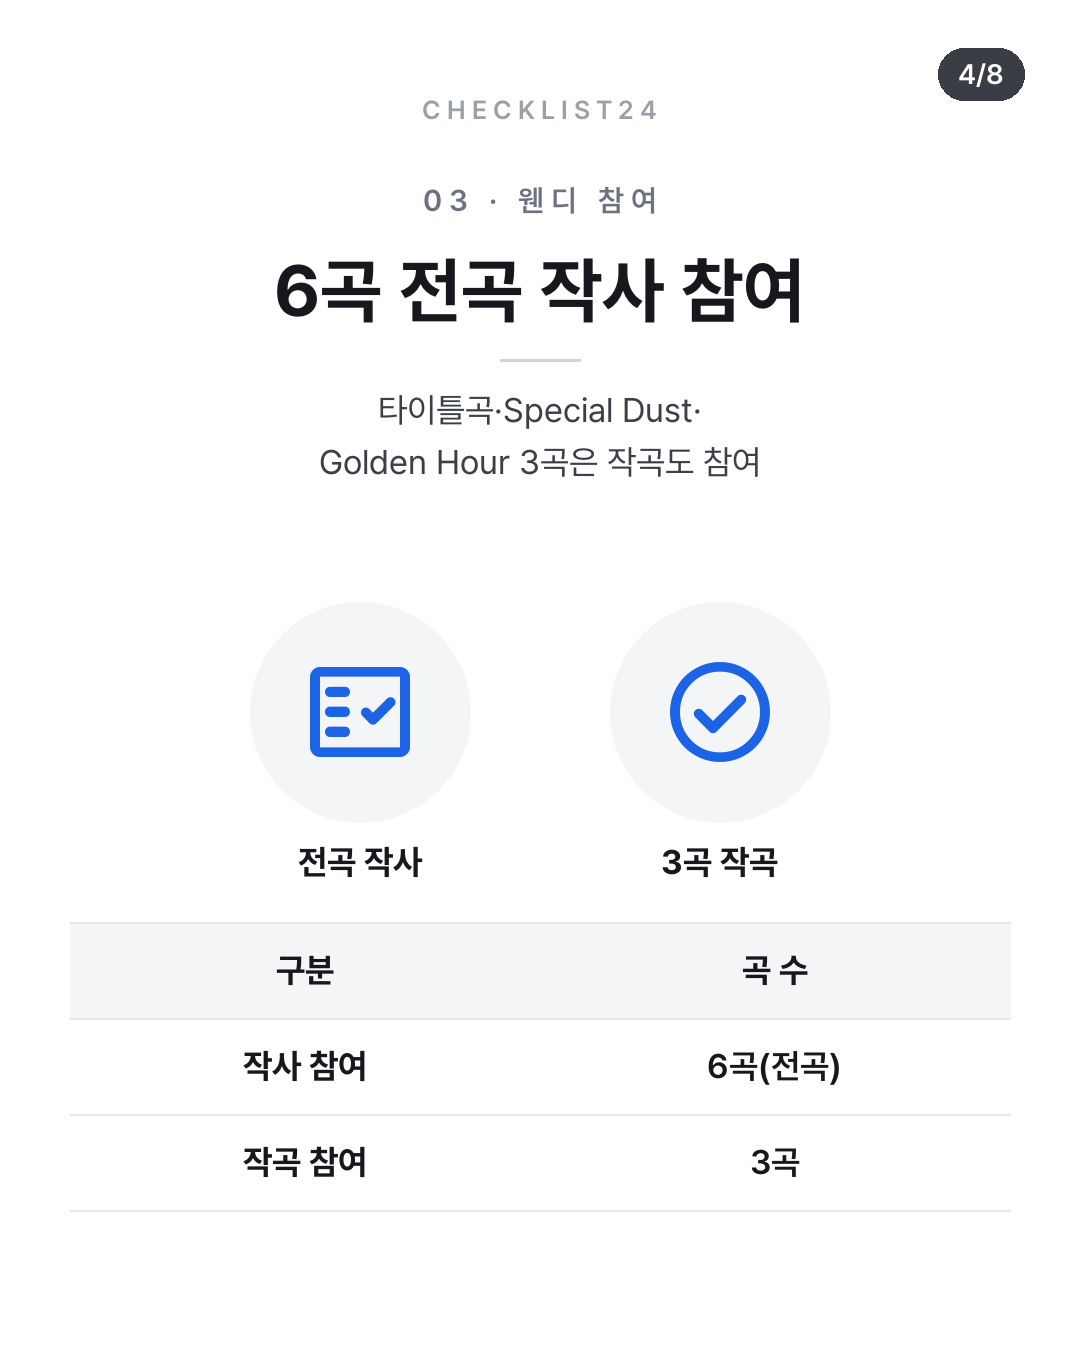 4/8
CHECKLIST24
03 · 웬디 참여
6곡 전곡 작사 참여
타이틀곡·Special Dust·
Golden Hour 3곡은 작곡도 참여
전곡 작사
3곡 작곡
구분 곡 수
작사 참여 6곡(전곡)
작곡 참여 3곡